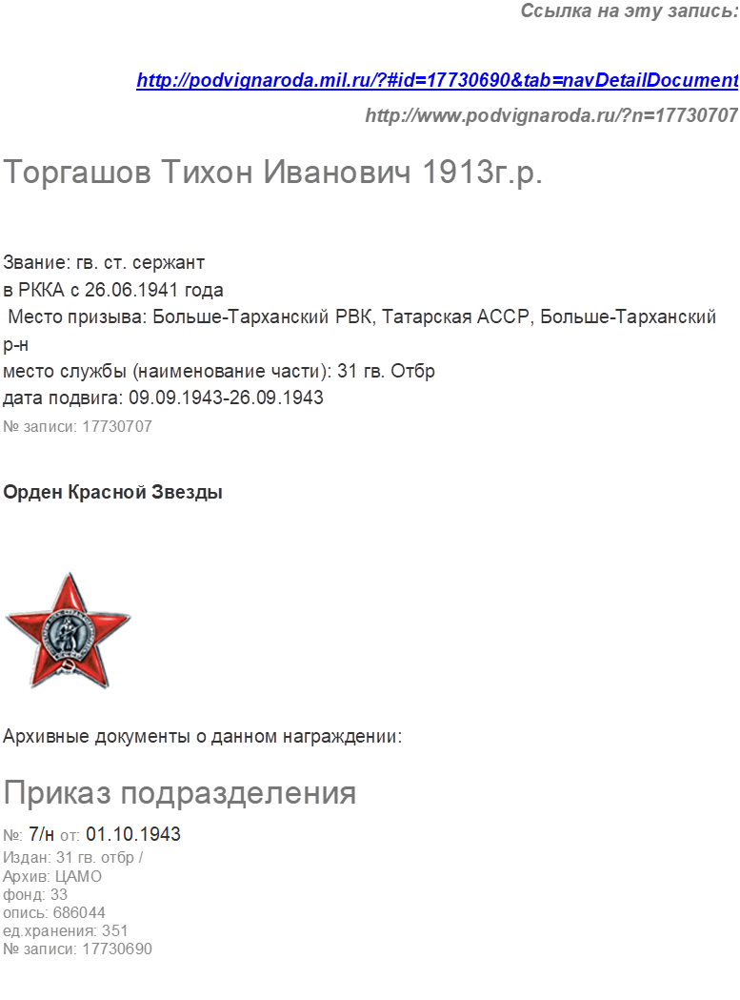 Ссылка на эту запись:
http://podvignaroda.mil.ru/?#id=17730690&tab=navDetailDocument
http://www.podvignaroda.ru/?n=17730707
Торгашов Тихон Иванович 1913г.р.
Звание: гв. ст. сержант
в РККА с 26.06.1941 года
Место призыва: Больше-Тарханский РВК, Татарская АССР, Больше-Тарханский
р-н
место службы (наименование части): 31 гв. Отбр
дата подвига: 09.09.1943-26.09.1943
№ записи: 17730707
Орден Красной Звезды
Архивные документы о данном награждении:
Приказ подразделения
№: 7/н от: 01.10.1943
Издан: 31 гв. отбр /
Архив: ЦАМО
фонд: 33
опись: 686044
ед.хранения: 351
№ записи: 17730690